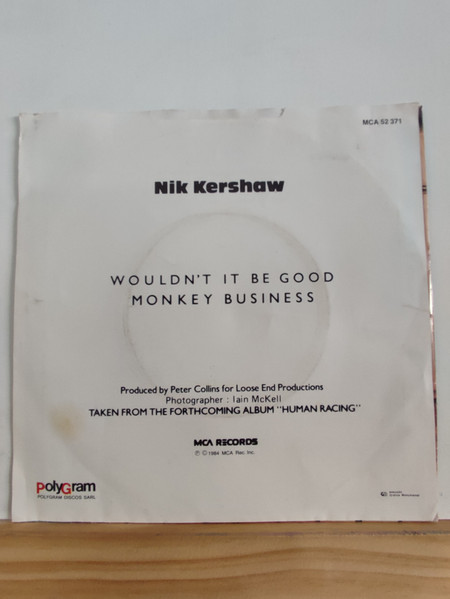 MCA 52 371
Nik Kershaw
WOULDN'T IT BE GOOD
MONKEY BUSINESS
Produced by Peter Collins for Loose End Productions
Photographer : Iain McKell
TAKEN FROM THE FORTHCOMING ALBUM "HUMAN RACING"
MCA RECORDS
℗ © 1984 MCA Rec. Inc.
PolyGram
POLYGRAM DISCOS SARL